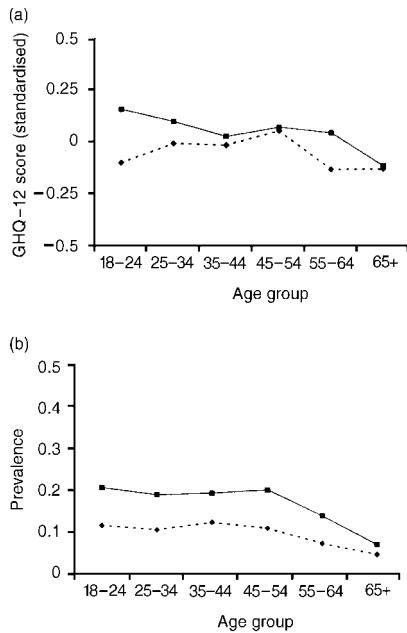 (a)
GHQ−12 score (standardised)
0.5
0.25
0
−0.25
−0.5
18−24 25−34 35−44 45−54 55−64 65+
Age group
(b)
Prevalence
0.5
0.4
0.3
0.2
0.1
0
18−24 25−34 35−44 45−54 55−64 65+
Age group